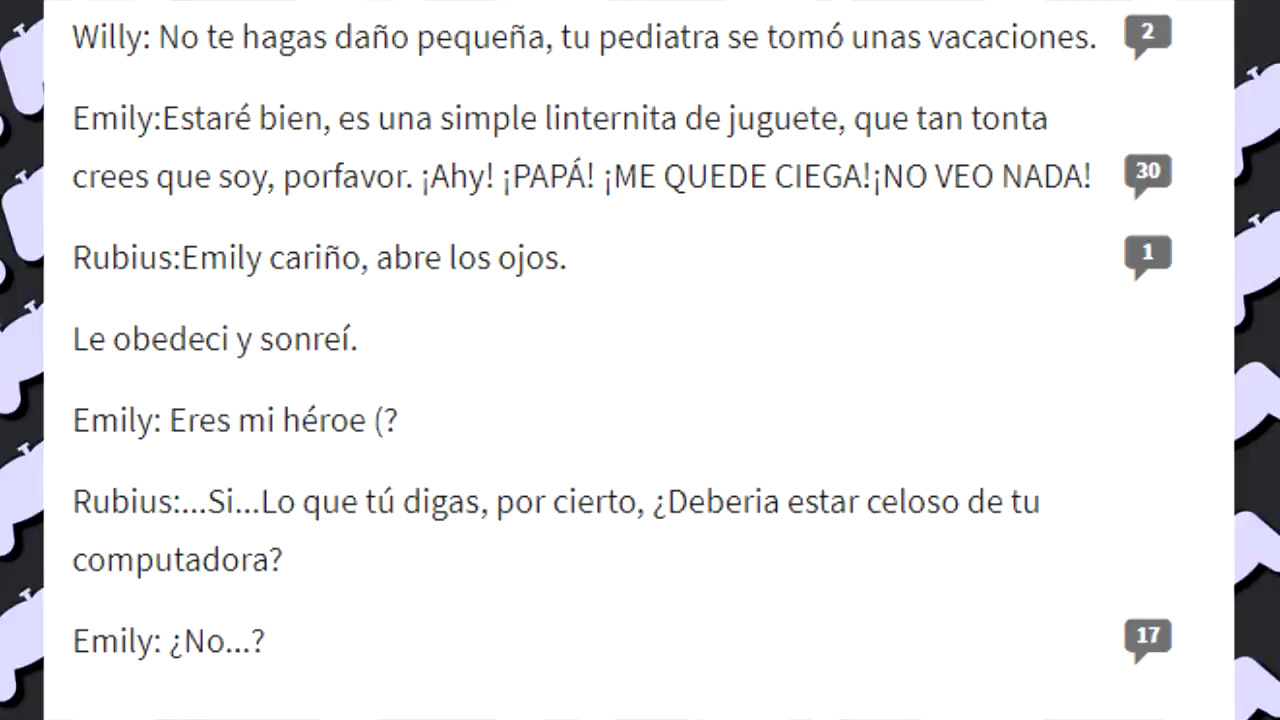 Willy: No te hagas daño pequeña, tu pediatra se tomó unas vacaciones. 2
Emily:Estaré bien, es una simple linternita de juguete, que tan tonta
crees que soy, porfavor. ¡Ahy! ¡PAPÁ! ¡ME QUEDE CIEGA!¡NO VEO NADA! 30
Rubius:Emily cariño, abre los ojos. 1
Le obedeci y sonreí.
Emily: Eres mi héroe (?
Rubius:...Si...Lo que tú digas, por cierto, ¿Deberia estar celoso de tu
computadora?
Emily: ¿No...? 17